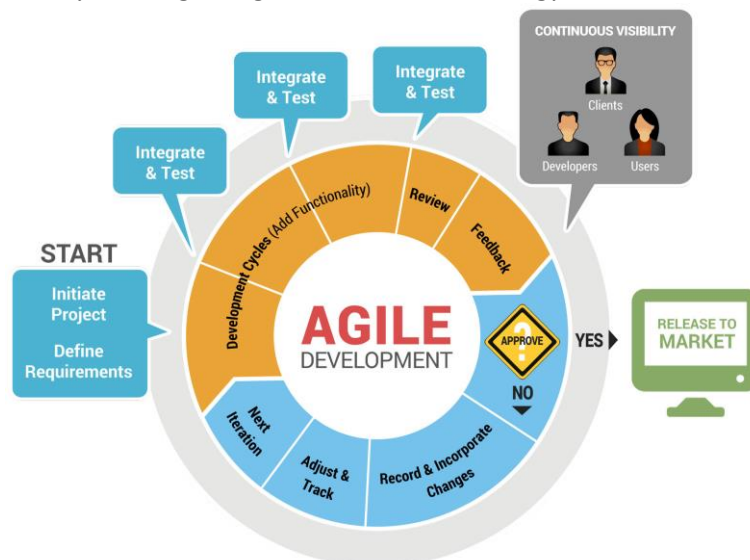 CONTINUOUS VISIBILITY
Clients
Developers
Users
Integrate
& Test
Integrate
& Test
Integrate
& Test
START
Initiate
Project
Define
Requirements
Development Cycles (Add Functionality)
Review
Feedback
AGILE
DEVELOPMENT
?
APPROVE
YES
NO
RELEASE TO
MARKET
Record & Incorporate
Changes
Adjust &
Track
Next
Iteration